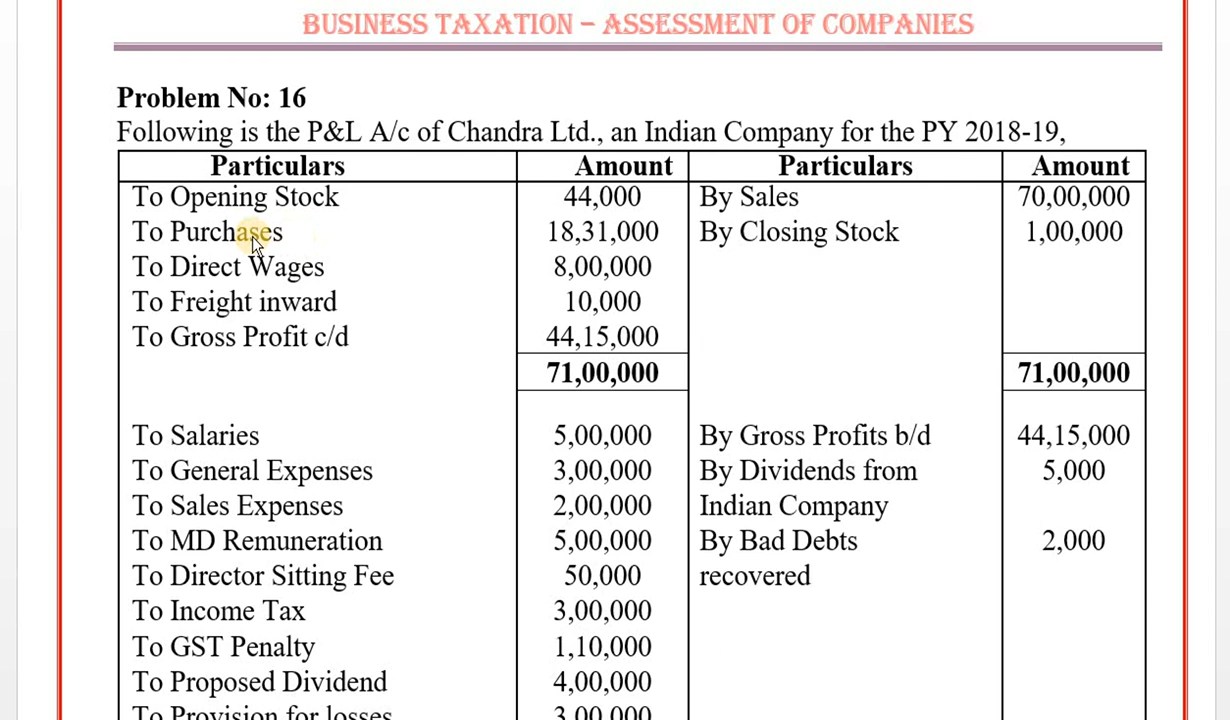 BUSINESS TAXATION – ASSESSMENT OF COMPANIES
Problem No: 16
Following is the P&L A/c of Chandra Ltd., an Indian Company for the PY 2018-19,
Particulars Amount Particulars Amount
To Opening Stock 44,000 By Sales 70,00,000
To Purchases 18,31,000 By Closing Stock 1,00,000
To Direct Wages 8,00,000
To Freight inward 10,000
To Gross Profit c/d 44,15,000
71,00,000 71,00,000
To Salaries 5,00,000 By Gross Profits b/d 44,15,000
To General Expenses 3,00,000 By Dividends from 5,000
To Sales Expenses 2,00,000 Indian Company
To MD Remuneration 5,00,000 By Bad Debts 2,000
To Director Sitting Fee 50,000 recovered
To Income Tax 3,00,000
To GST Penalty 1,10,000
To Proposed Dividend 4,00,000
To Provision for losses 3,00,000